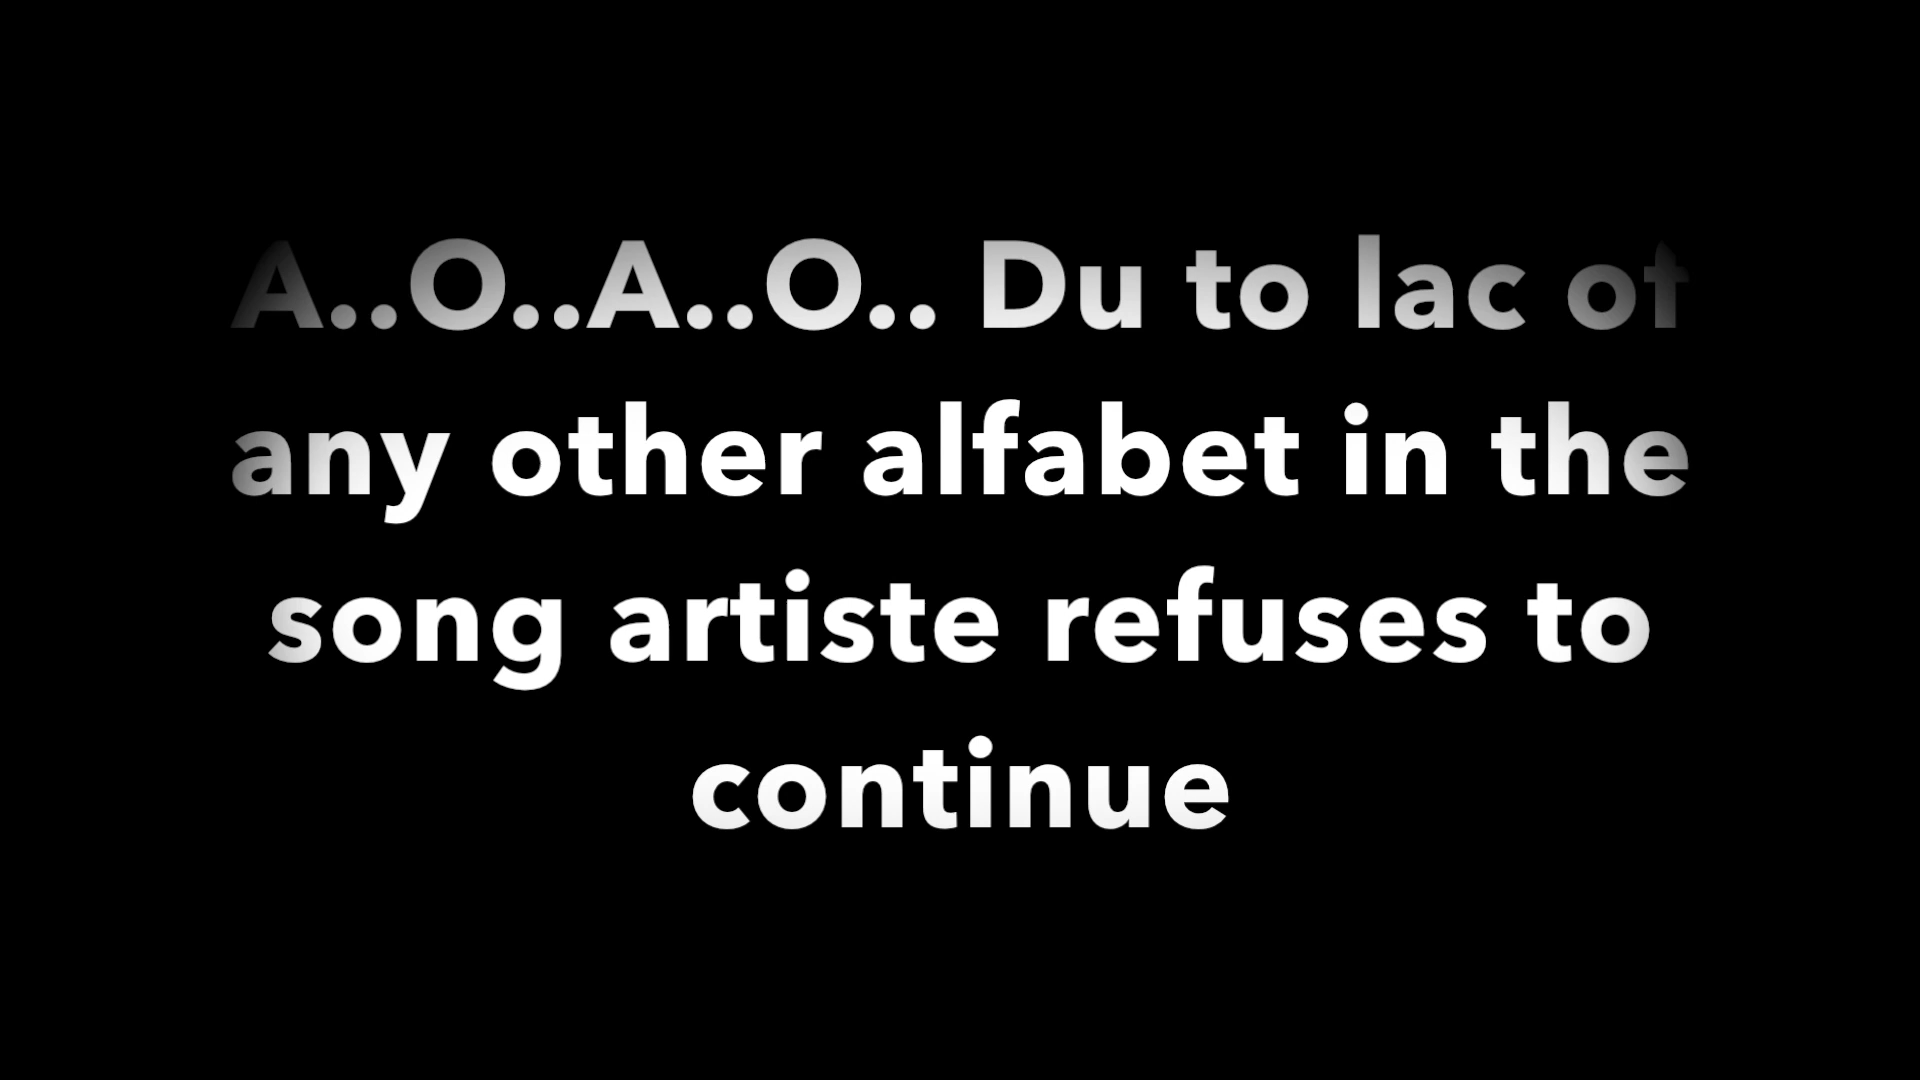 A..O..A..O.. Du to lac of
any other alfabet in the
song artiste refuses to
continue